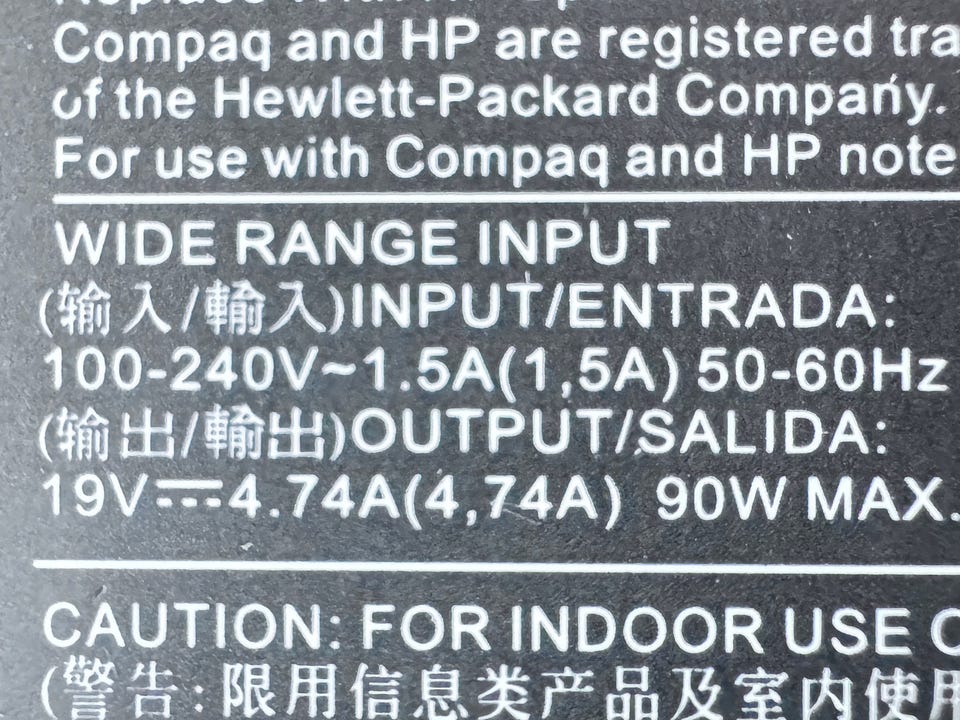 Compaq and HP are registered tra
of the Hewlett-Packard Company.
For use with Compaq and HP note
WIDE RANGE INPUT
(输入/輸入)INPUT/ENTRADA:
100-240V~1.5A(1,5A) 50-60Hz
(输出/輸出)OUTPUT/SALIDA:
19V⎓4.74A(4,74A) 90W MAX.
CAUTION: FOR INDOOR USE O
(警告:限用信息类产品及室内使用